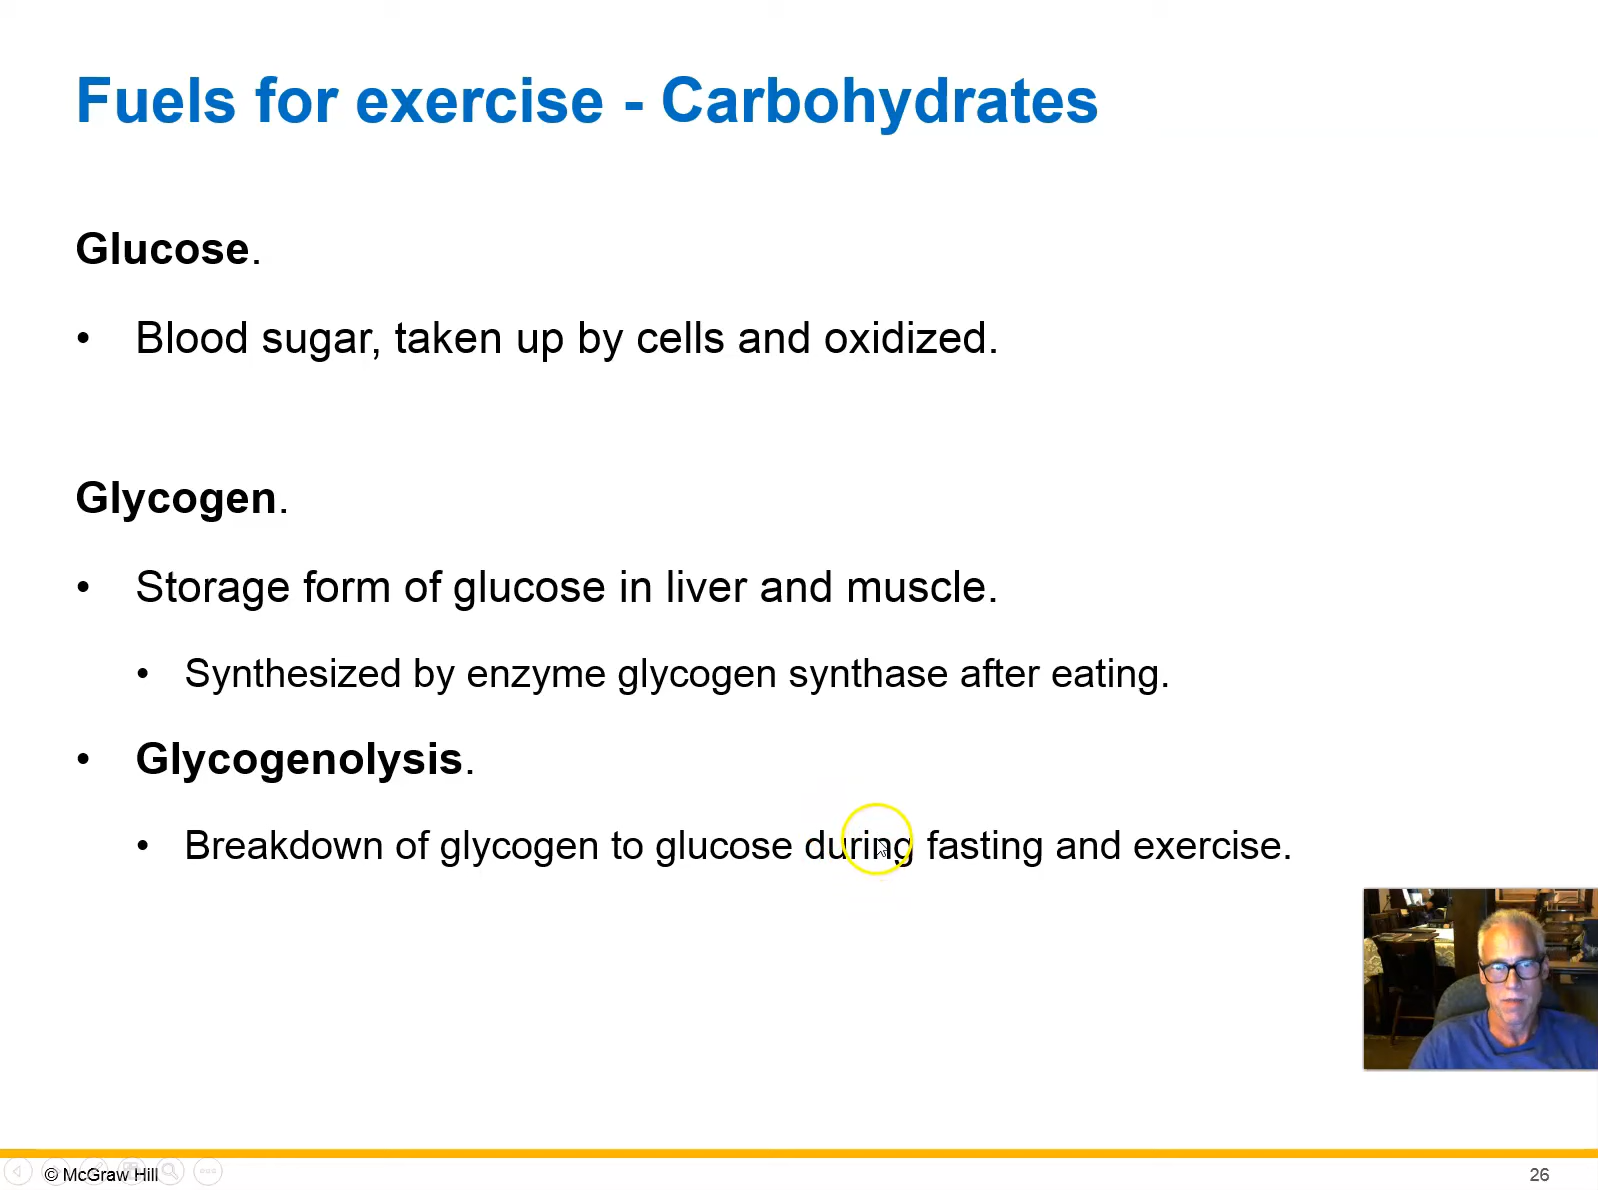 Fuels for exercise - Carbohydrates
Glucose.
• Blood sugar, taken up by cells and oxidized.
Glycogen.
• Storage form of glucose in liver and muscle.
• Synthesized by enzyme glycogen synthase after eating.
• Glycogenolysis.
• Breakdown of glycogen to glucose during fasting and exercise.
© McGraw Hill
26